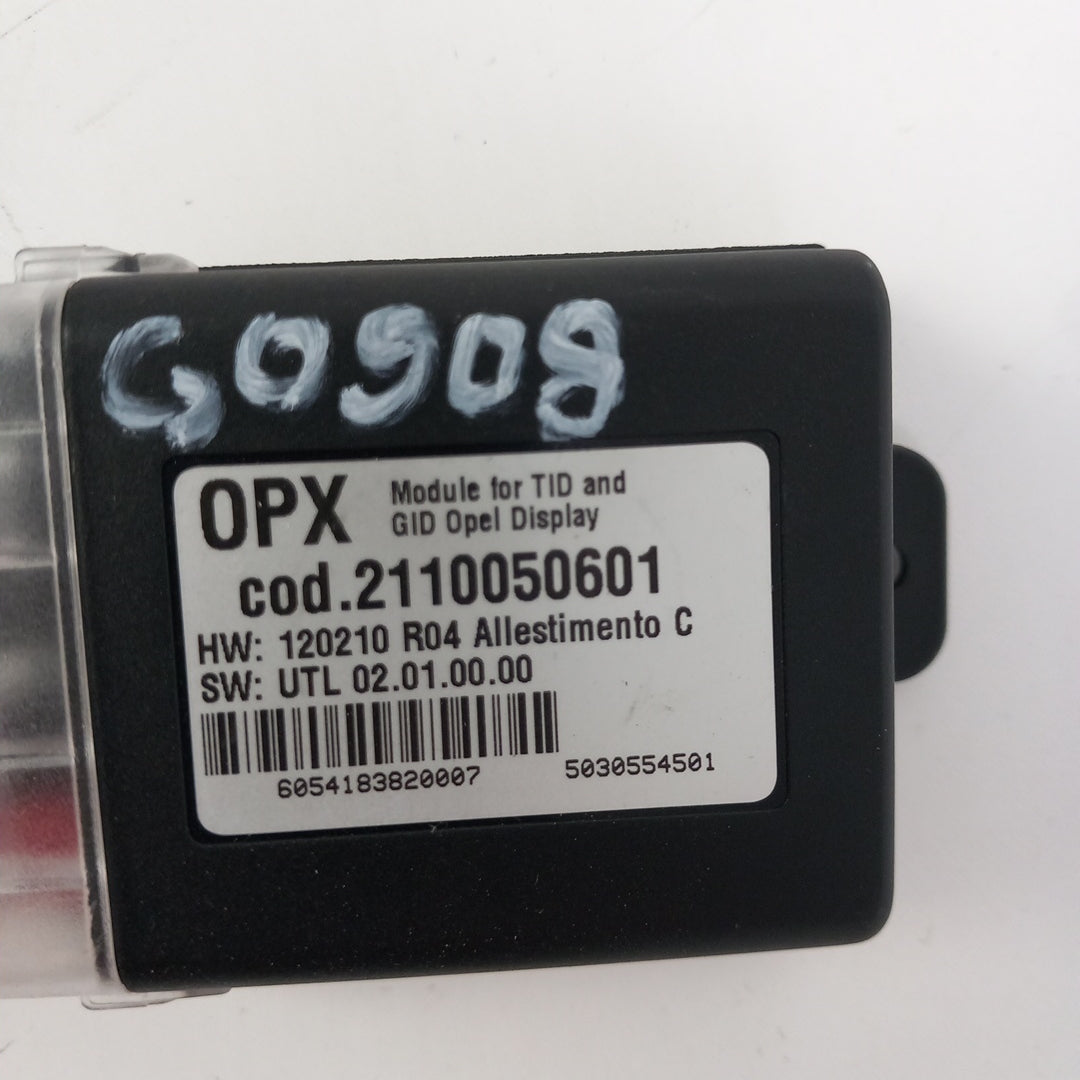 G0908
OPX
Module for TID and
GID Opel Display
cod.2110050601
HW: 120210 R04 Allestimento C
SW: UTL 02.01.00.00
6054183820007
5030554501